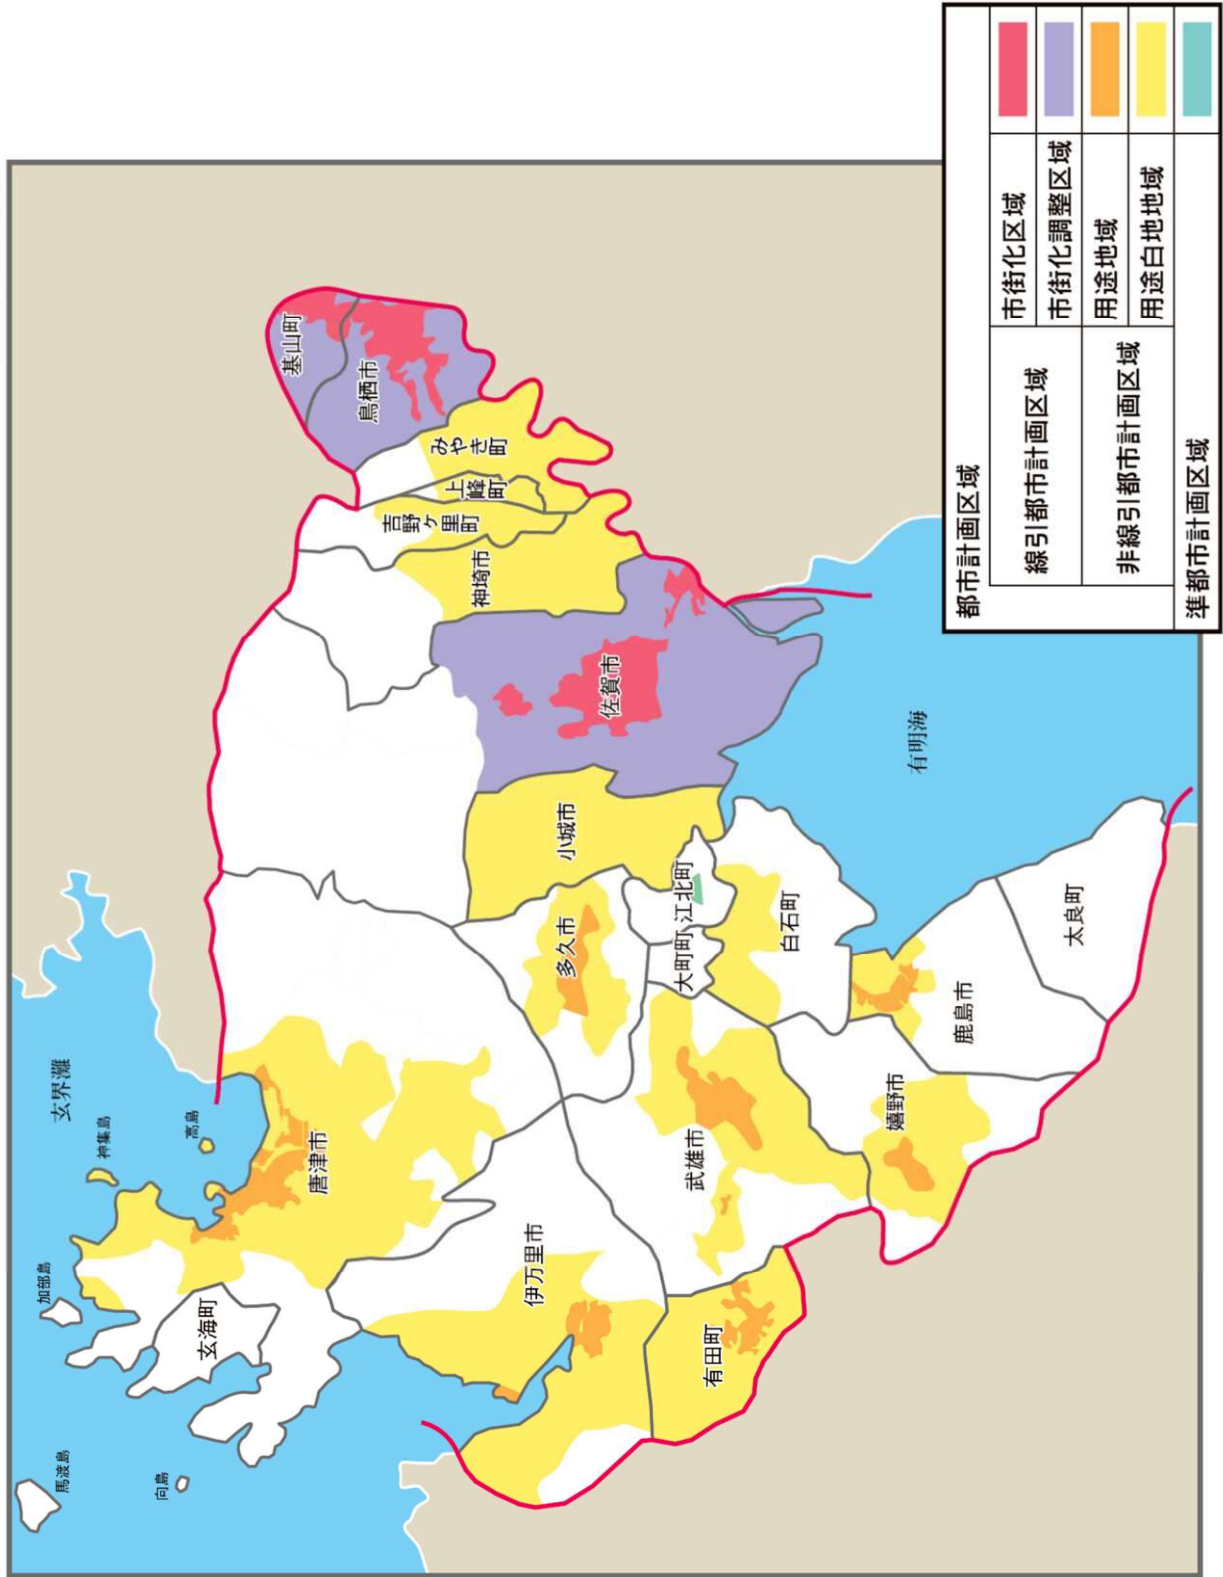 玄界灘
馬渡島
加部島
神集島
高島
向島
玄海町
唐津市
伊万里市
有田町
武雄市
嬉野市
多久市
大町町
江北町
白石町
鹿島市
太良町
小城市
佐賀市
神埼市
吉野ヶ里町
上峰町
みやき町
鳥栖市
基山町
有明海
都市計画区域
線引都市計画区域
市街化区域
市街化調整区域
非線引都市計画区域
用途地域
用途白地地域
準都市計画区域